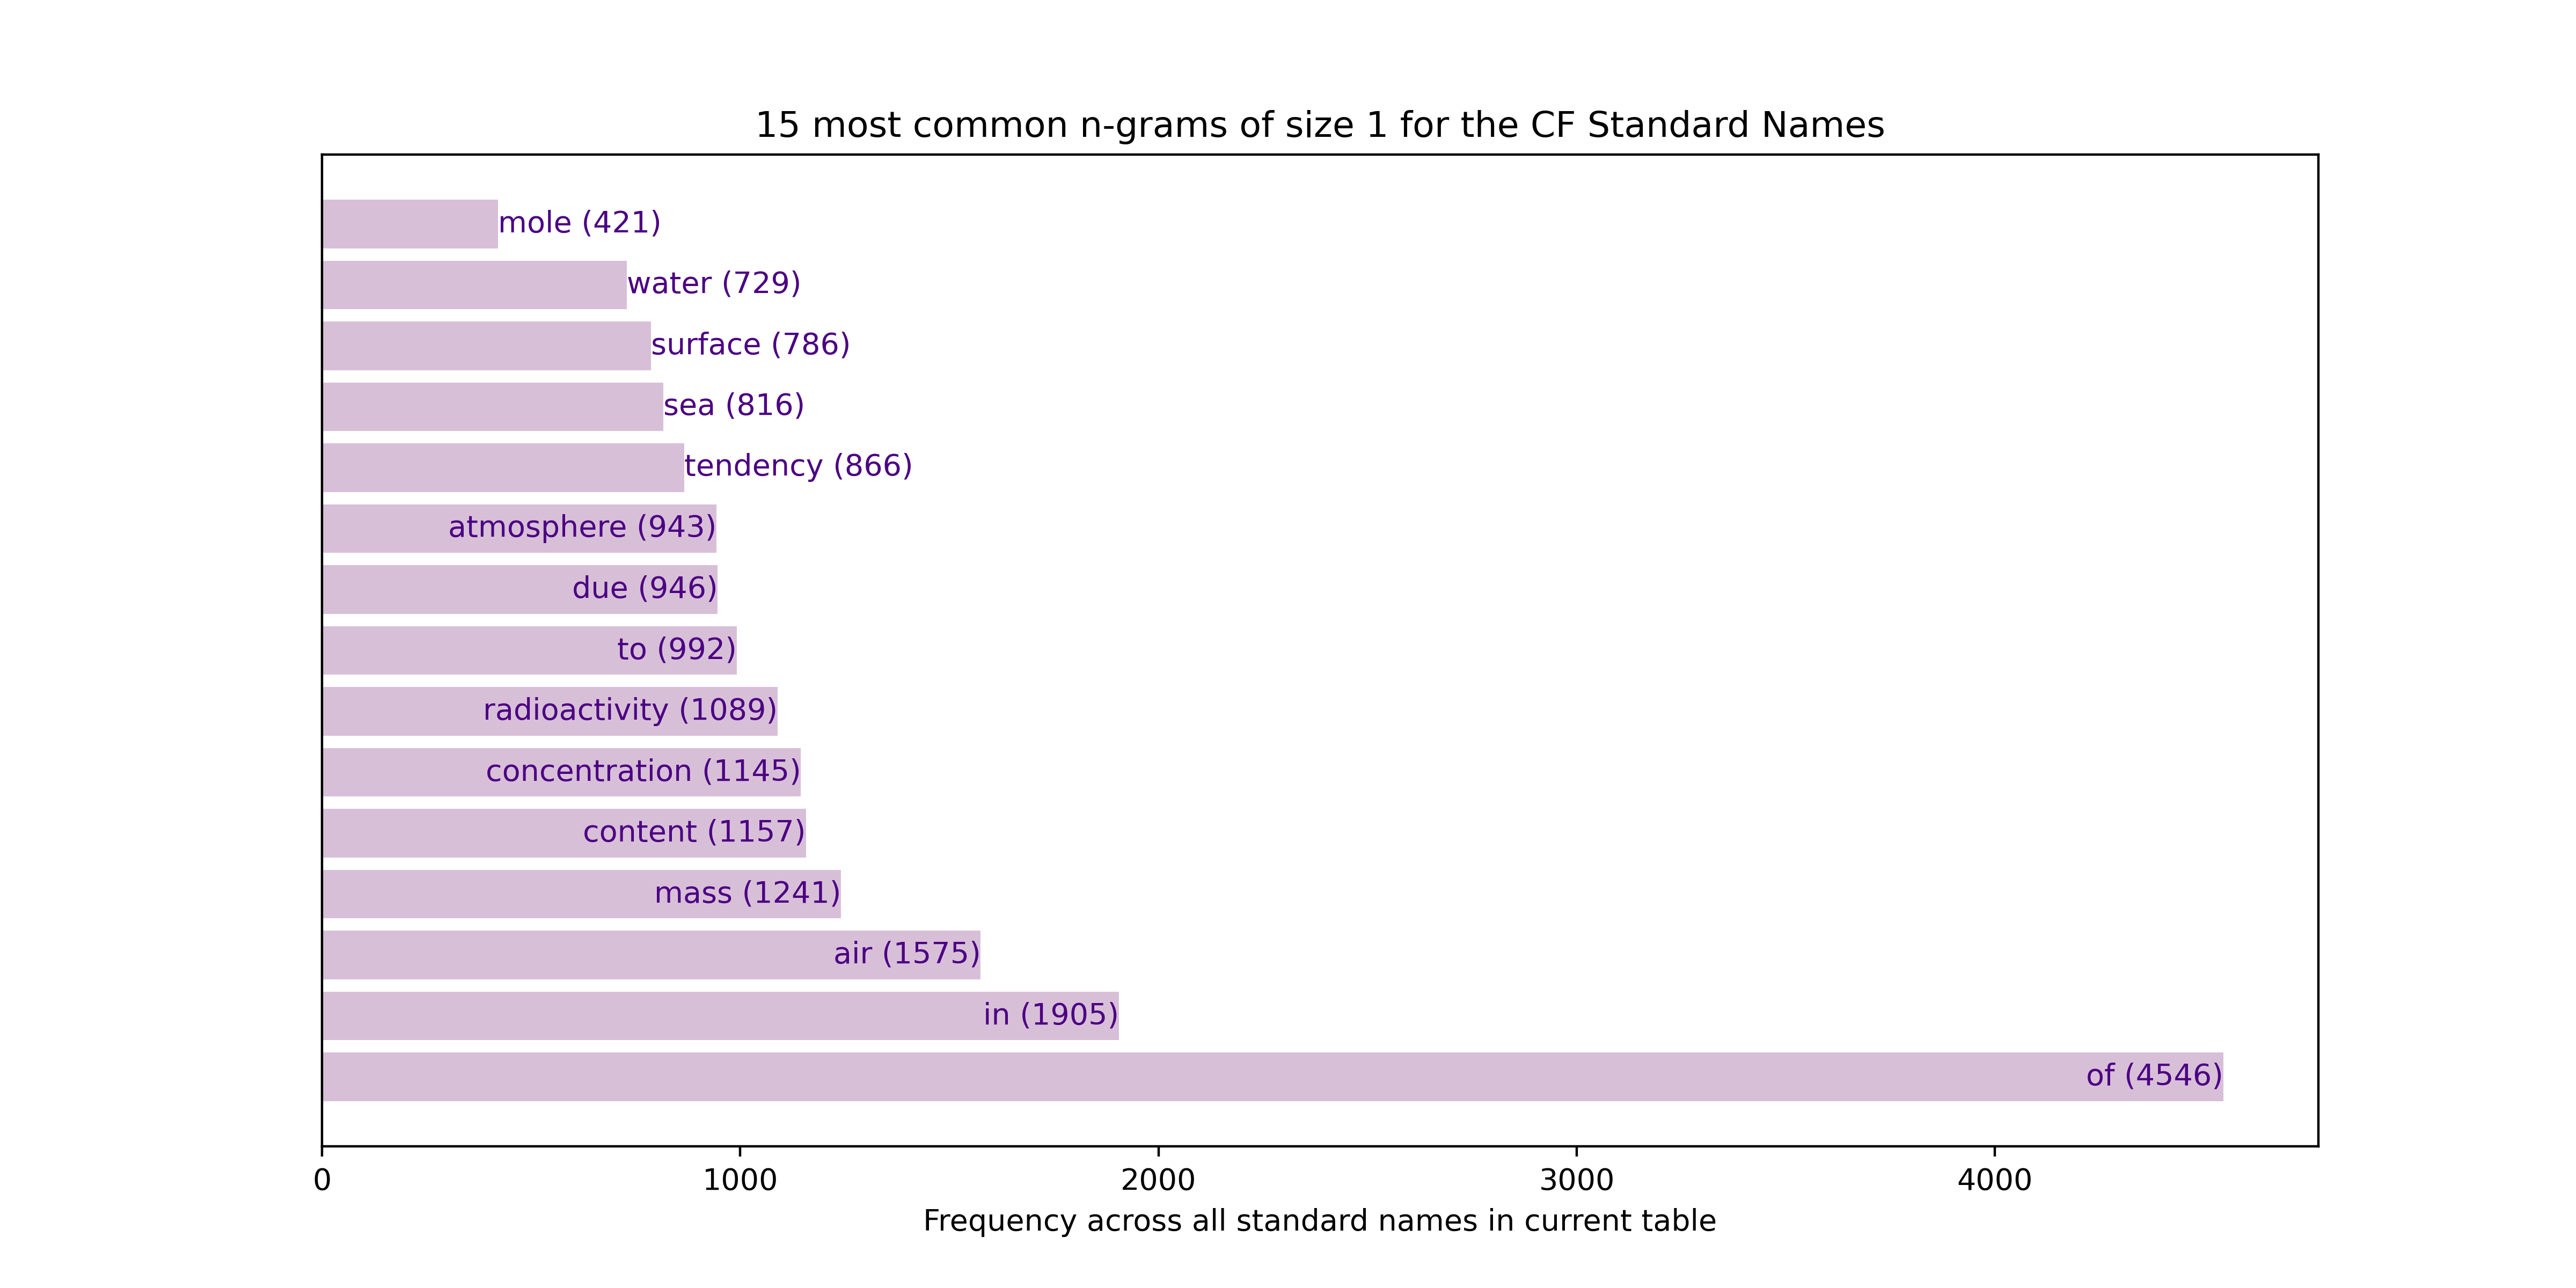 15 most common n-grams of size 1 for the CF Standard Names
mole (421)
water (729)
surface (786)
sea (816)
tendency (866)
atmosphere (943)
due (946)
to (992)
radioactivity (1089)
concentration (1145)
content (1157)
mass (1241)
air (1575)
in (1905)
of (4546)
0 1000 2000 3000 4000
Frequency across all standard names in current table